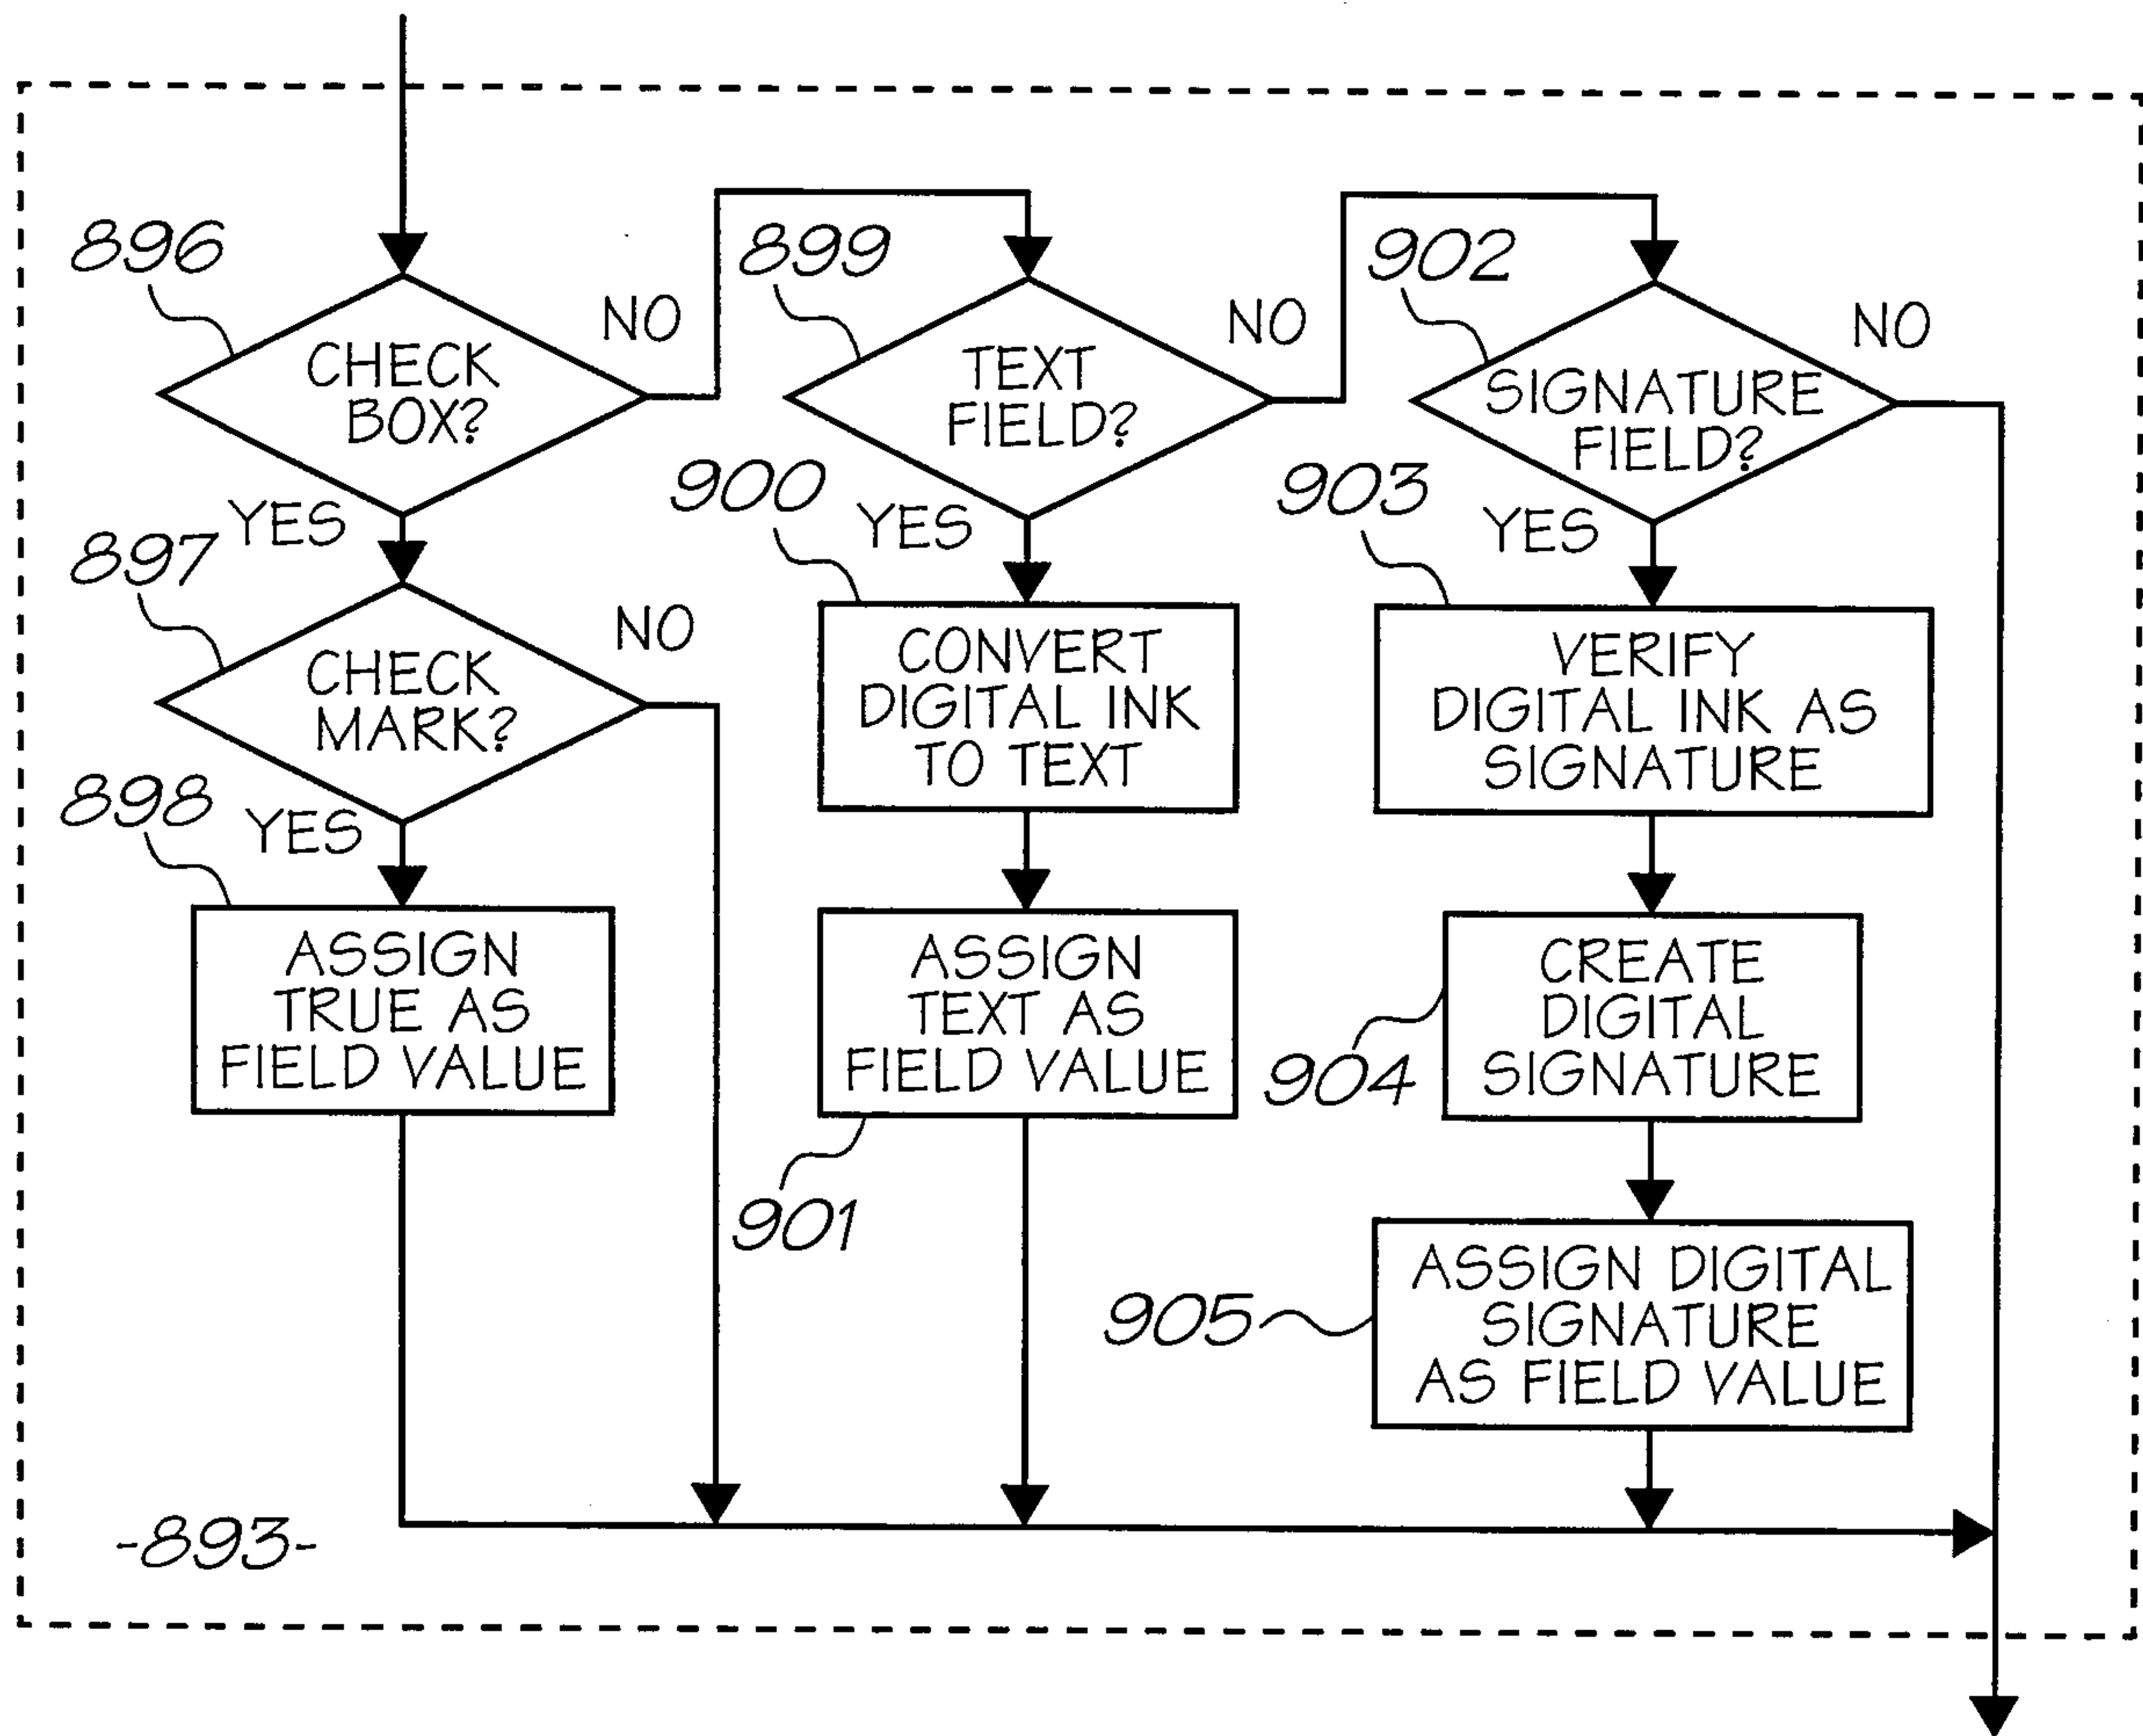 896
CHECK
BOX?
NO
YES
897
CHECK
MARK?
NO
YES
898
ASSIGN
TRUE AS
FIELD VALUE
899
TEXT
FIELD?
NO
YES
900
CONVERT
DIGITAL INK
TO TEXT
ASSIGN
TEXT AS
FIELD VALUE
901
902
SIGNATURE
FIELD?
NO
YES
903
VERIFY
DIGITAL INK AS
SIGNATURE
CREATE
DIGITAL
SIGNATURE
904
ASSIGN DIGITAL
SIGNATURE
AS FIELD VALUE
905
-893-